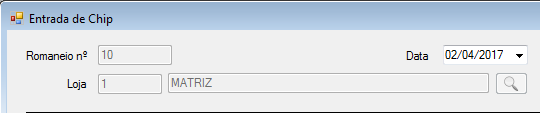 Entrada de Chip
Romaneio nº 10 Data 02/04/2017
Loja 1 MATRIZ